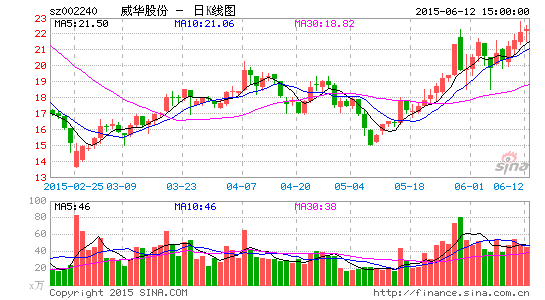 sz002240 威华股份 － 日K线图 2015-06-12 15:00:00
MA5:21.50 MA10:21.06 MA30:18.82
23
22
21
20
19
18
17
16
15
14
13
sina
2015-02-25 03-09 03-23 04-07 04-20 05-04 05-18 06-01 06-12
MA5:46 MA10:46 MA30:38
100
80
60
40
20
x万
Copyright 2015 SINA.COM http://finance.sina.com.cn